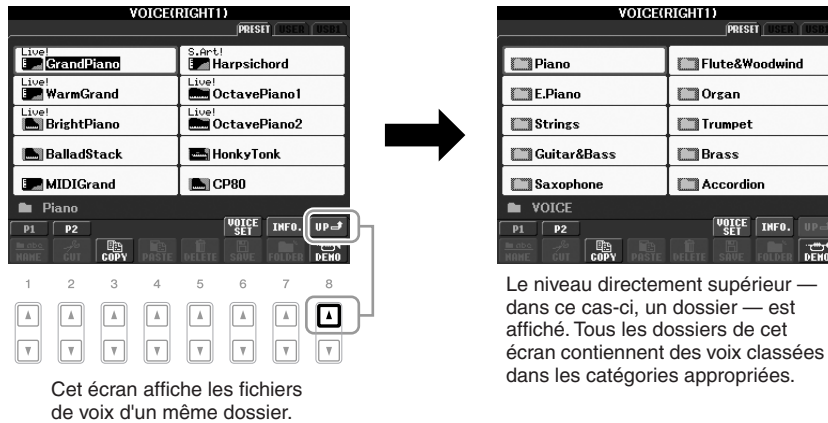 VOICE(RIGHT1)
PRESET USER USB1
Live! GrandPiano
S.Art! Harpsichord
Live! WarmGrand
Live! OctavePiano1
Live! BrightPiano
Live! OctavePiano2
BalladStack
HonkyTonk
MIDIGrand
CP80
Piano
P1 P2 VOICE SET INFO. UP
NAME CUT COPY PASTE DELETE SAVE FOLDER DEMO
1 2 3 4 5 6 7 8
Cet écran affiche les fichiers
de voix d'un même dossier.
VOICE(RIGHT1)
PRESET USER USB1
Piano
Flute&Woodwind
E.Piano
Organ
Strings
Trumpet
Guitar&Bass
Brass
Saxophone
Accordion
VOICE
P1 P2 VOICE SET INFO. UP
NAME CUT COPY PASTE DELETE SAVE FOLDER DEMO
Le niveau directement supérieur —
dans ce cas-ci, un dossier — est
affiché. Tous les dossiers de cet
écran contiennent des voix classées
dans les catégories appropriées.